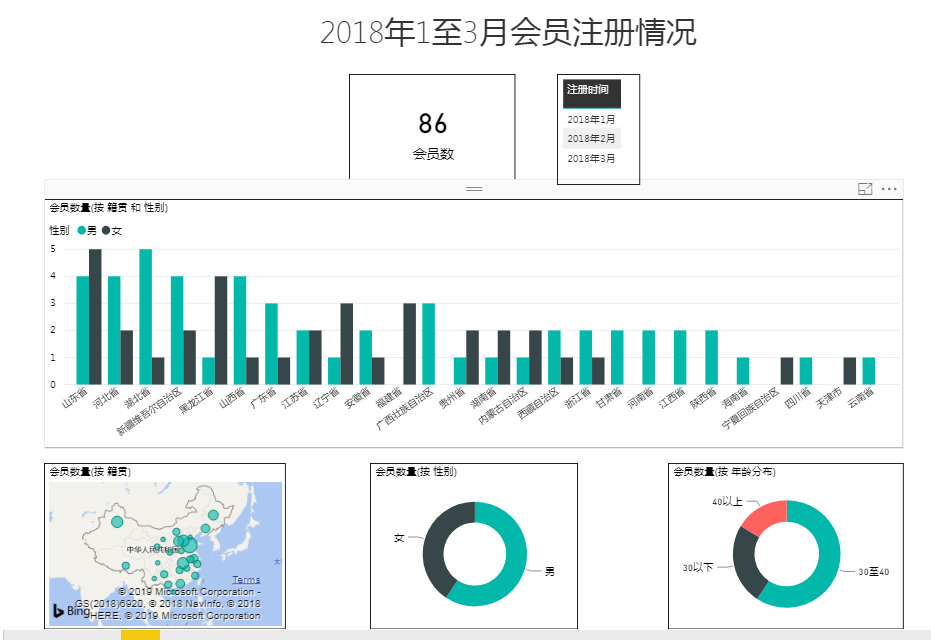 2018年1至3月会员注册情况
86
会员数
注册时间
2018年1月
2018年2月
2018年3月
会员数量(按 籍贯 和 性别)
性别 男 女
5
4
3
2
1
0
山东省 河北省 湖北省 新疆维吾尔自治区 黑龙江省 山西省 广东省 江苏省 辽宁省 安徽省 福建省 广西壮族自治区 贵州省 湖南省 内蒙古自治区 西藏自治区 浙江省 甘肃省 河南省 江西省 陕西省 海南省 宁夏回族自治区 四川省 天津市 云南省
会员数量(按 籍贯)
中华人民共和国
Terms
© 2019 Microsoft Corporation -
GS(2018)6920, © 2018 NavInfo, © 2018
HERE, © 2019 Microsoft Corporation
Bing
会员数量(按 性别)
女
男
会员数量(按 年龄分布)
40以上
30以下
30至40